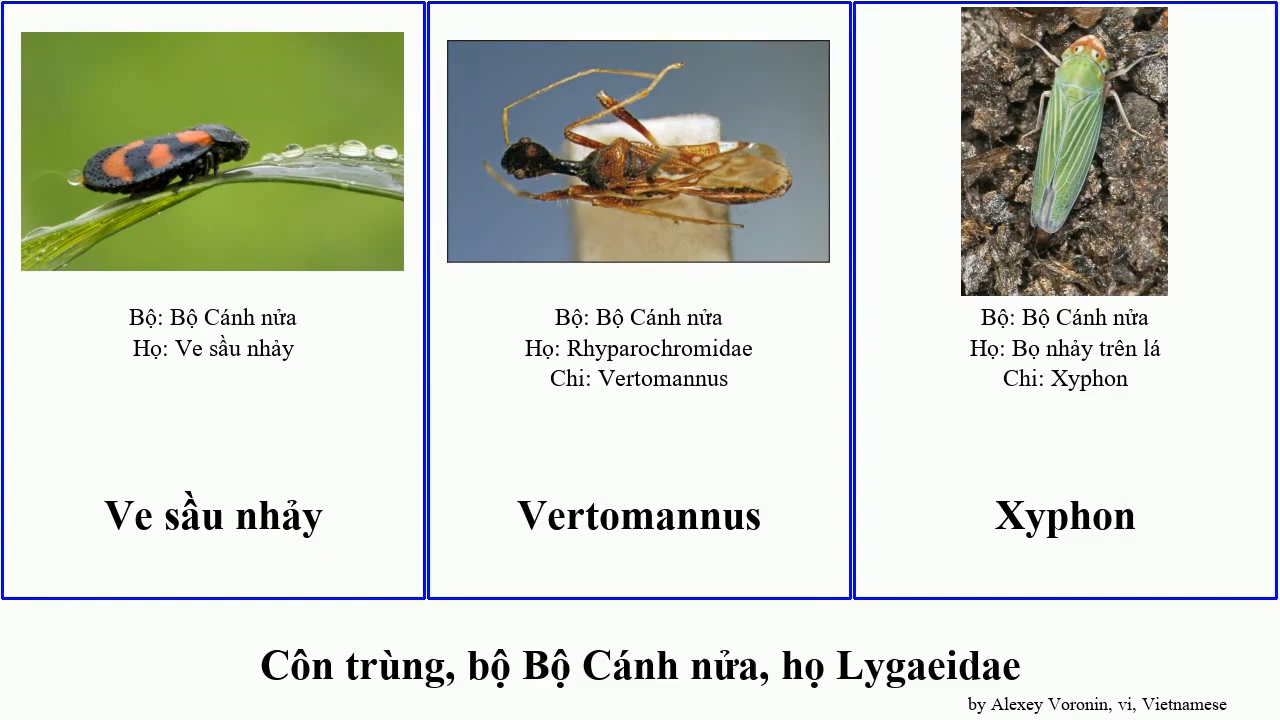 Bộ: Bộ Cánh nửa
Họ: Ve sầu nhảy
Ve sầu nhảy
Bộ: Bộ Cánh nửa
Họ: Rhyparochromidae
Chi: Vertomannus
Vertomannus
Bộ: Bộ Cánh nửa
Họ: Bọ nhảy trên lá
Chi: Xyphon
Xyphon
Côn trùng, bộ Bộ Cánh nửa, họ Lygaeidae
by Alexey Voronin, vi, Vietnamese